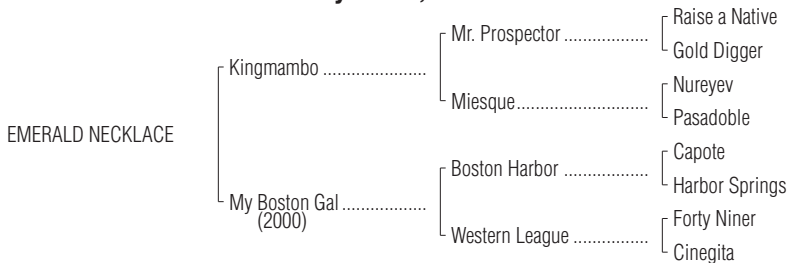 Raise a Native
Mr. Prospector ..................
Gold Digger
Kingmambo ......................
Nureyev
Miesque............................
Pasadoble
EMERALD NECKLACE
Capote
Boston Harbor ..................
Harbor Springs
My Boston Gal ..................
(2000)
Forty Niner
Western League ................
Cinegita